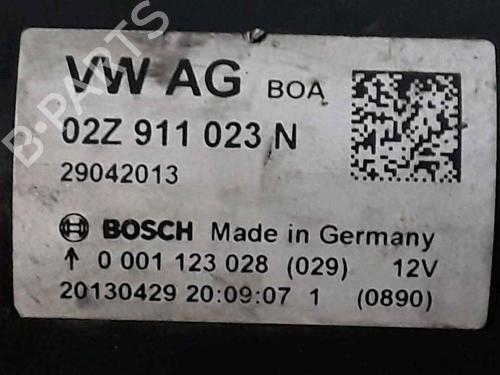 B-PARTS
VW AG BOA
02Z 911 023 N
29042013
BOSCH Made in Germany
↑ 0 001 123 028 (029) 12V
20130429 20:09:07 1 (0890)